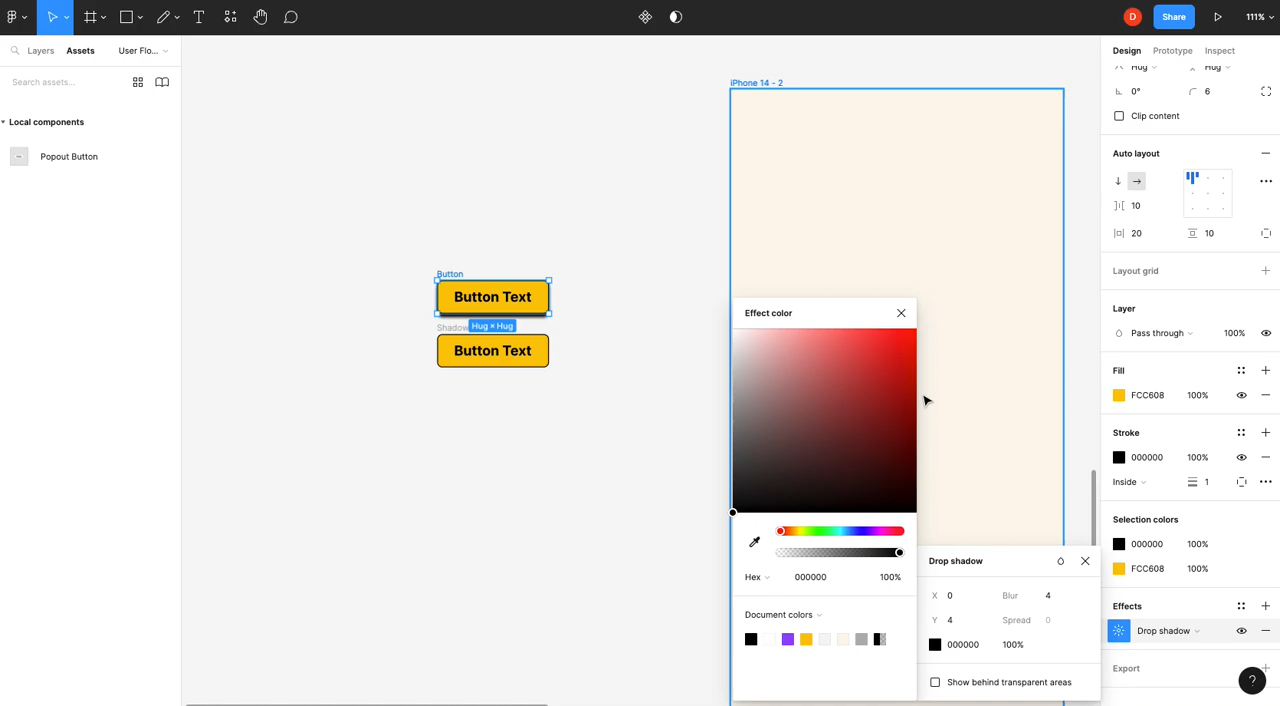 D
Share
111%
Layers
Assets
User Flo...
Search assets...
Local components
Popout Button
Button
Button Text
Shadow
Hug × Hug
Button Text
iPhone 14 - 2
Effect color
Hex
000000
100%
Document colors
Drop shadow
X
0
Blur
4
Y
4
Spread
0
000000
100%
Show behind transparent areas
Design
Prototype
Inspect
Hug
Hug
0°
6
Clip content
Auto layout
10
20
10
Layout grid
Layer
Pass through
100%
Fill
FCC608
100%
Stroke
000000
100%
Inside
1
Selection colors
000000
100%
FCC608
100%
Effects
Drop shadow
Export
?